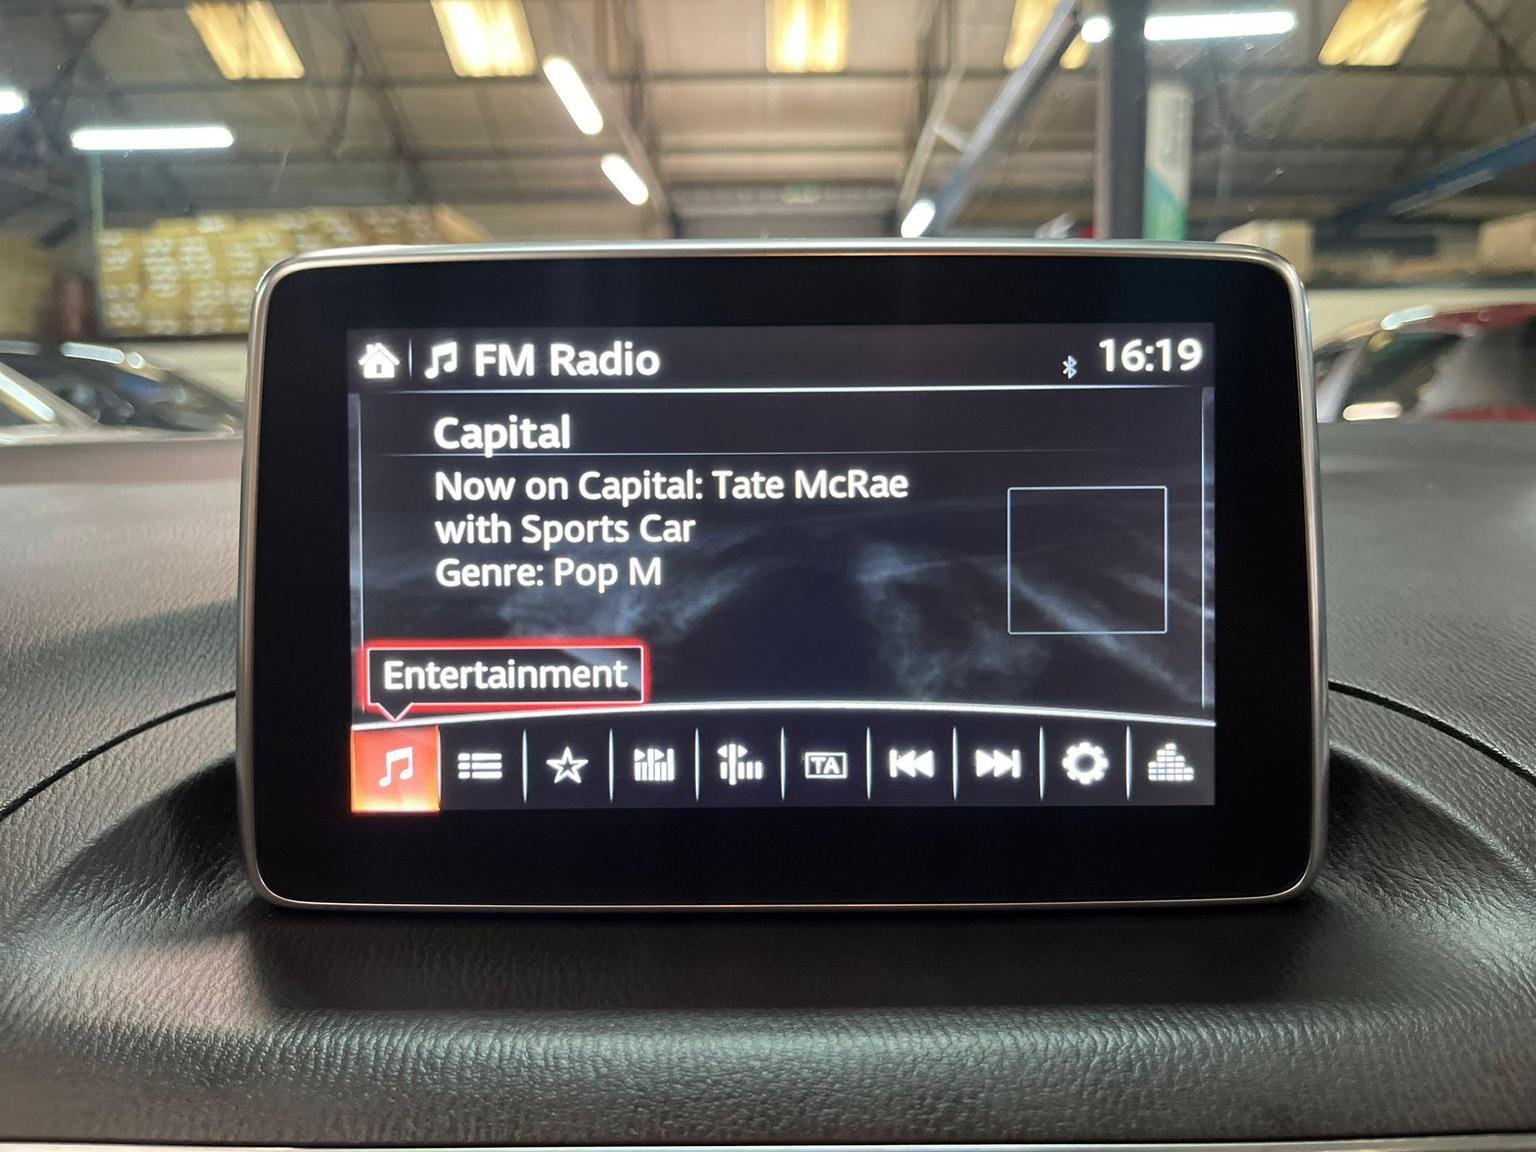 FM Radio
16:19
Capital
Now on Capital: Tate McRae
with Sports Car
Genre: Pop M
Entertainment
TA